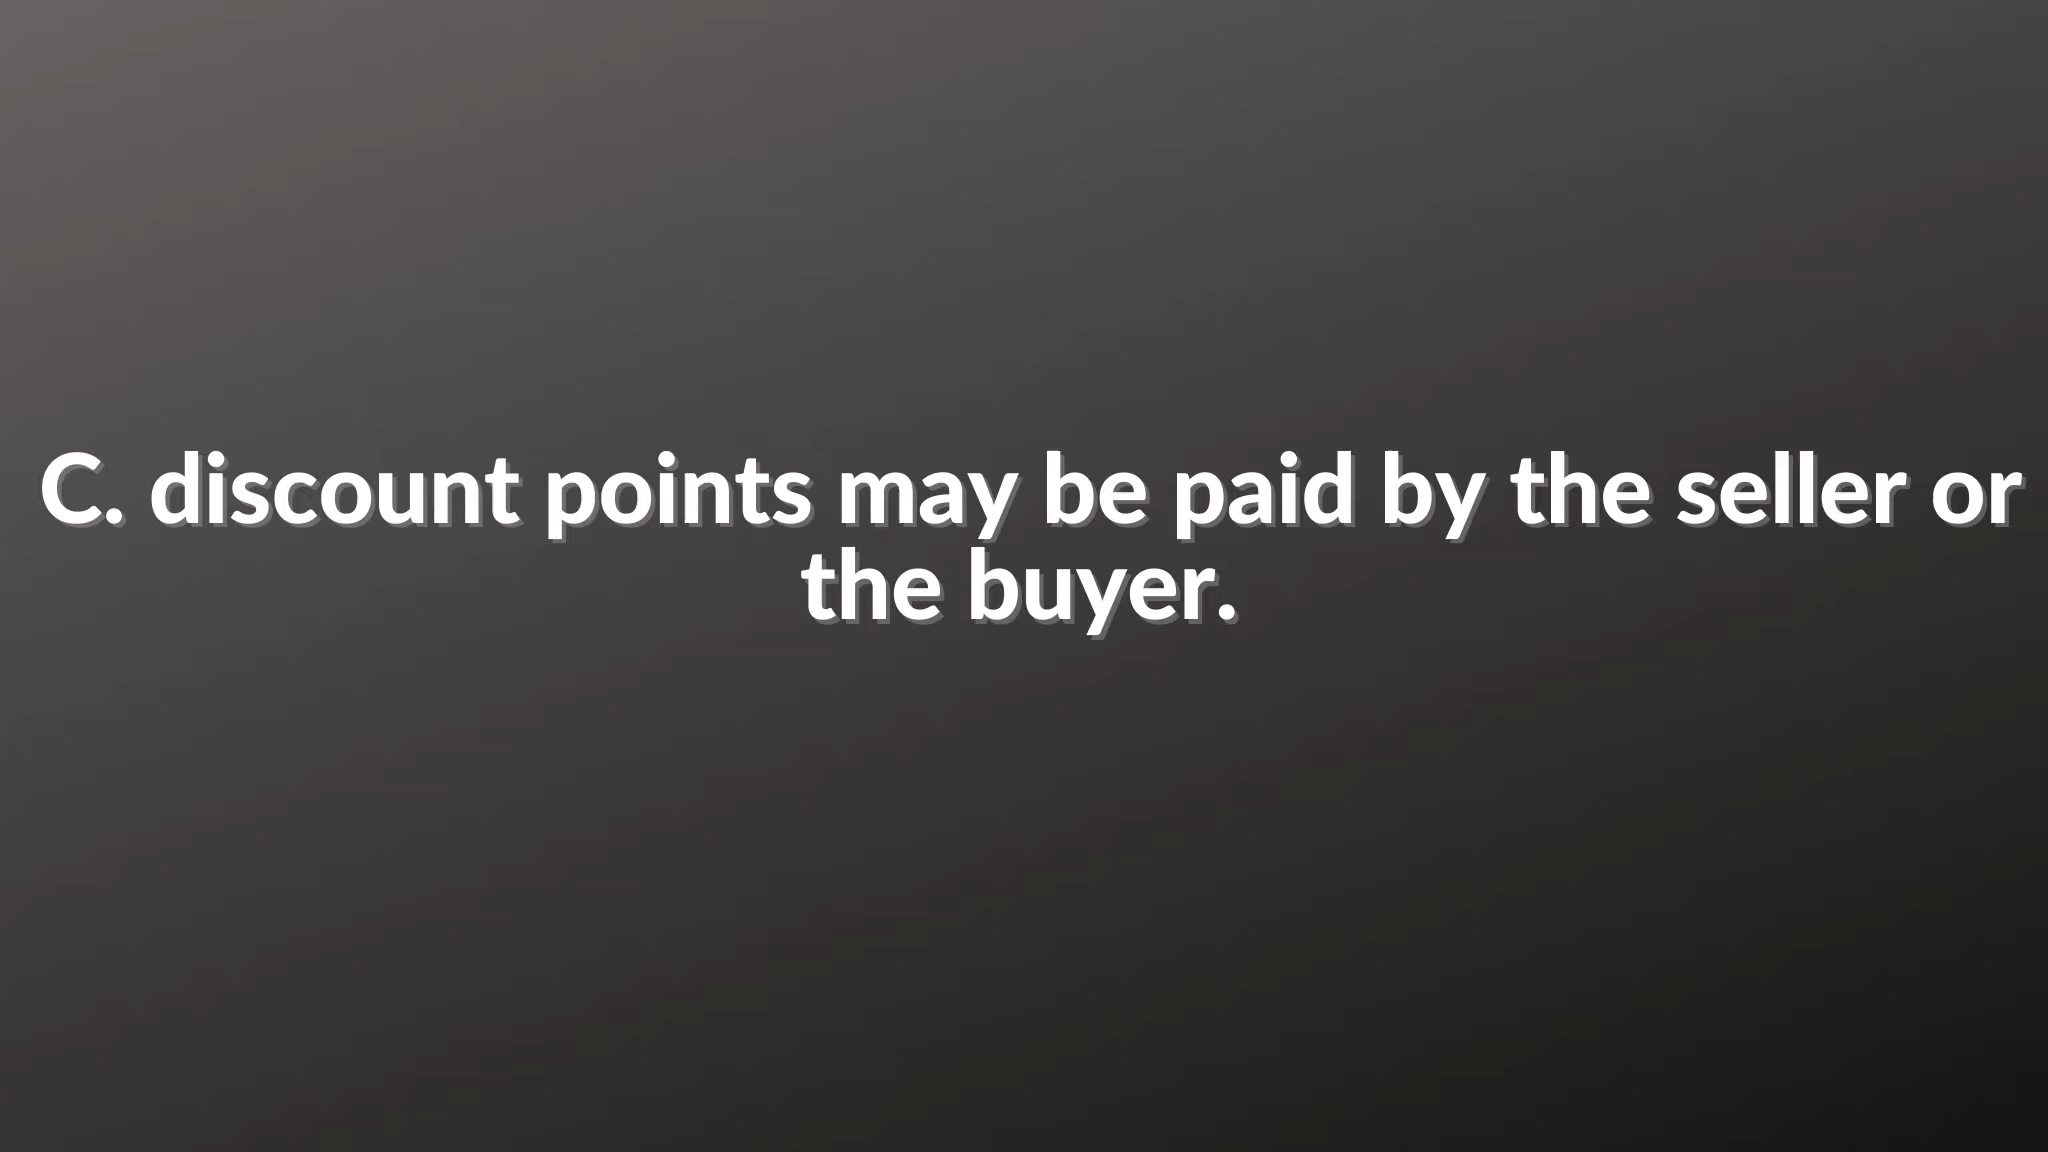 C. discount points may be paid by the seller or
the buyer.